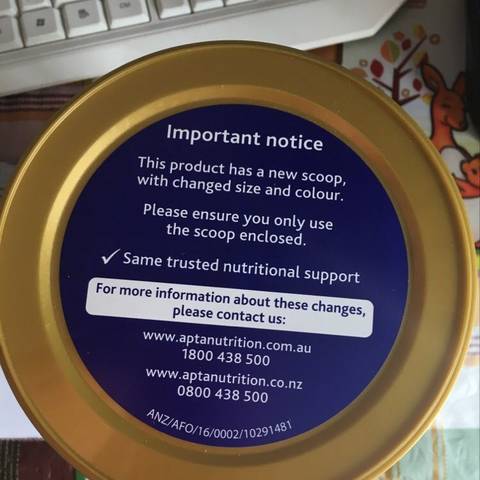 Important notice
This product has a new scoop,
with changed size and colour.
Please ensure you only use
the scoop enclosed.
✓ Same trusted nutritional support
For more information about these changes,
please contact us:
www.aptanutrition.com.au
1800 438 500
www.aptanutrition.co.nz
0800 438 500
ANZ/AFO/16/0002/10291481